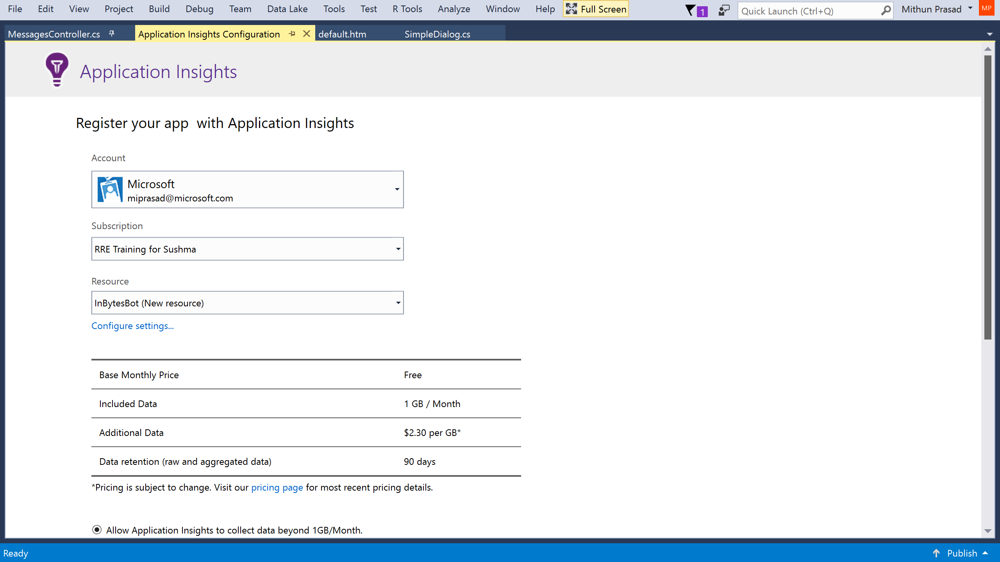 File Edit View Project Build Debug Team Data Lake Tools Test R Tools Analyze Window Help Full Screen 1 Quick Launch (Ctrl+Q) Mithun Prasad MP
MessagesController.cs Application Insights Configuration default.htm SimpleDialog.cs
Application Insights
Register your app with Application Insights
Account
Microsoft
miprasad@microsoft.com
Subscription
RRE Training for Sushma
Resource
InBytesBot (New resource)
Configure settings...
Base Monthly Price Free
Included Data 1 GB / Month
Additional Data $2.30 per GB*
Data retention (raw and aggregated data) 90 days
*Pricing is subject to change. Visit our pricing page for most recent pricing details.
Allow Application Insights to collect data beyond 1GB/Month.
Ready Publish